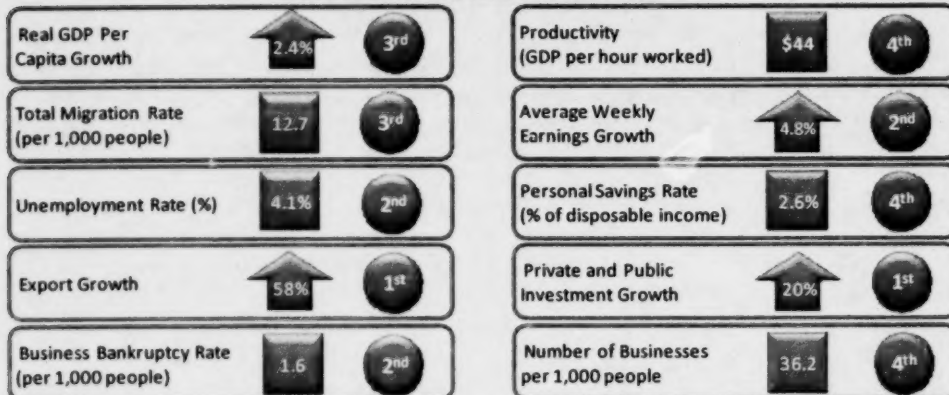 Real GDP Per
Capita Growth
2.4%
3rd
Total Migration Rate
(per 1,000 people)
12.7
3rd
Unemployment Rate (%)
4.1%
2nd
Export Growth
58%
1st
Business Bankruptcy Rate
(per 1,000 people)
1.6
2nd
Productivity
(GDP per hour worked)
$44
4th
Average Weekly
Earnings Growth
4.8%
2nd
Personal Savings Rate
(% of disposable income)
2.6%
4th
Private and Public
Investment Growth
20%
1st
Number of Businesses
per 1,000 people
36.2
4th